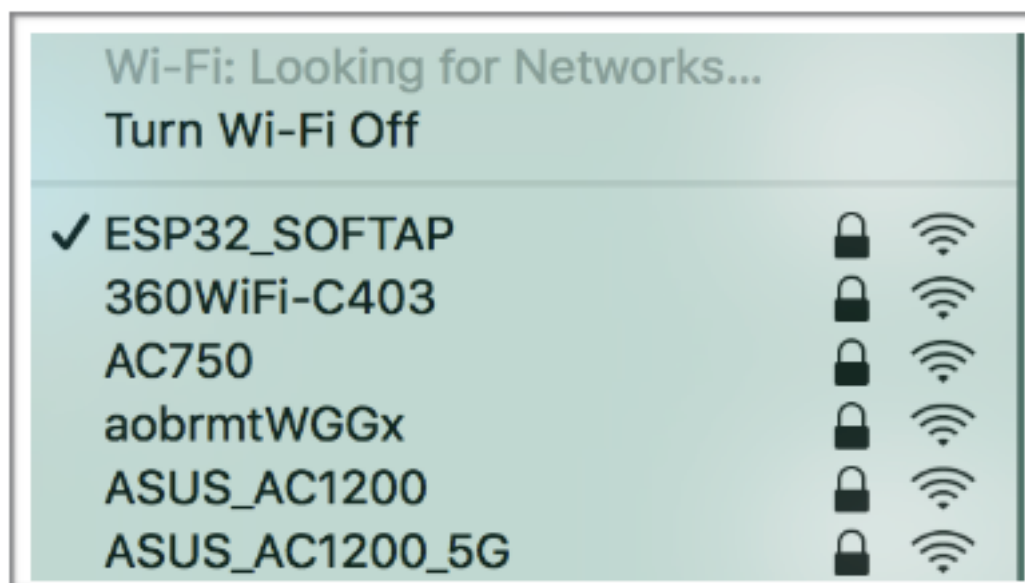 Wi-Fi: Looking for Networks...
Turn Wi-Fi Off
ESP32_SOFTAP
360WiFi-C403
AC750
aobrmtWGGx
ASUS_AC1200
ASUS_AC1200_5G